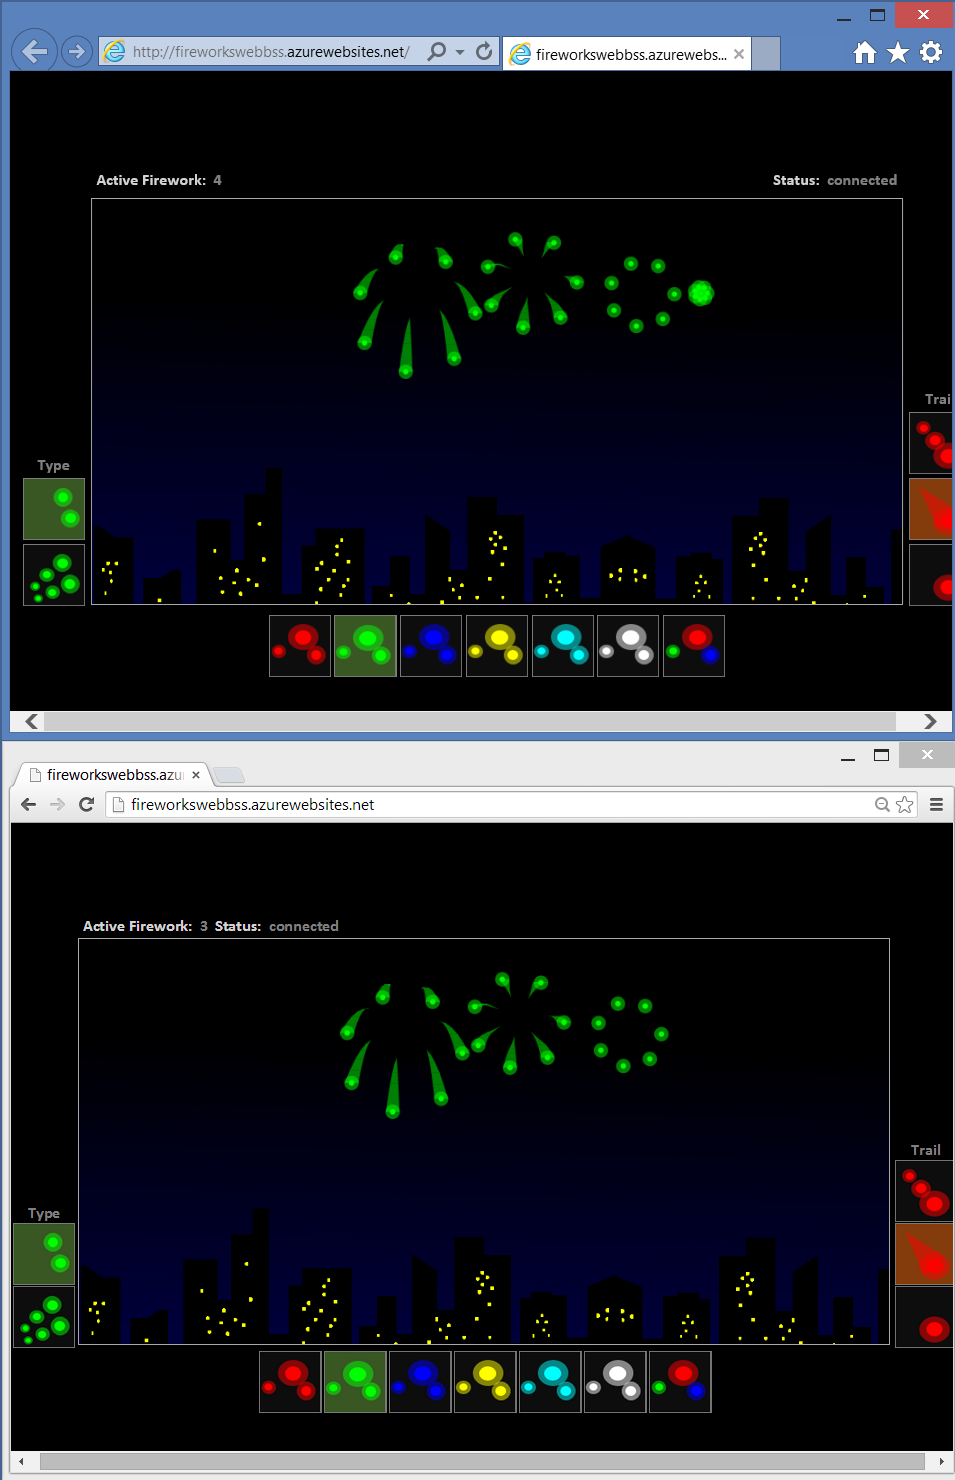 http://fireworkswebbss.azurewebsites.net/
fireworkswebbss.azurewebs...
Active Firework: 4
Status: connected
Trai
Type
fireworkswebbss.azu
fireworkswebbss.azurewebsites.net
Active Firework: 3 Status: connected
Trail
Type